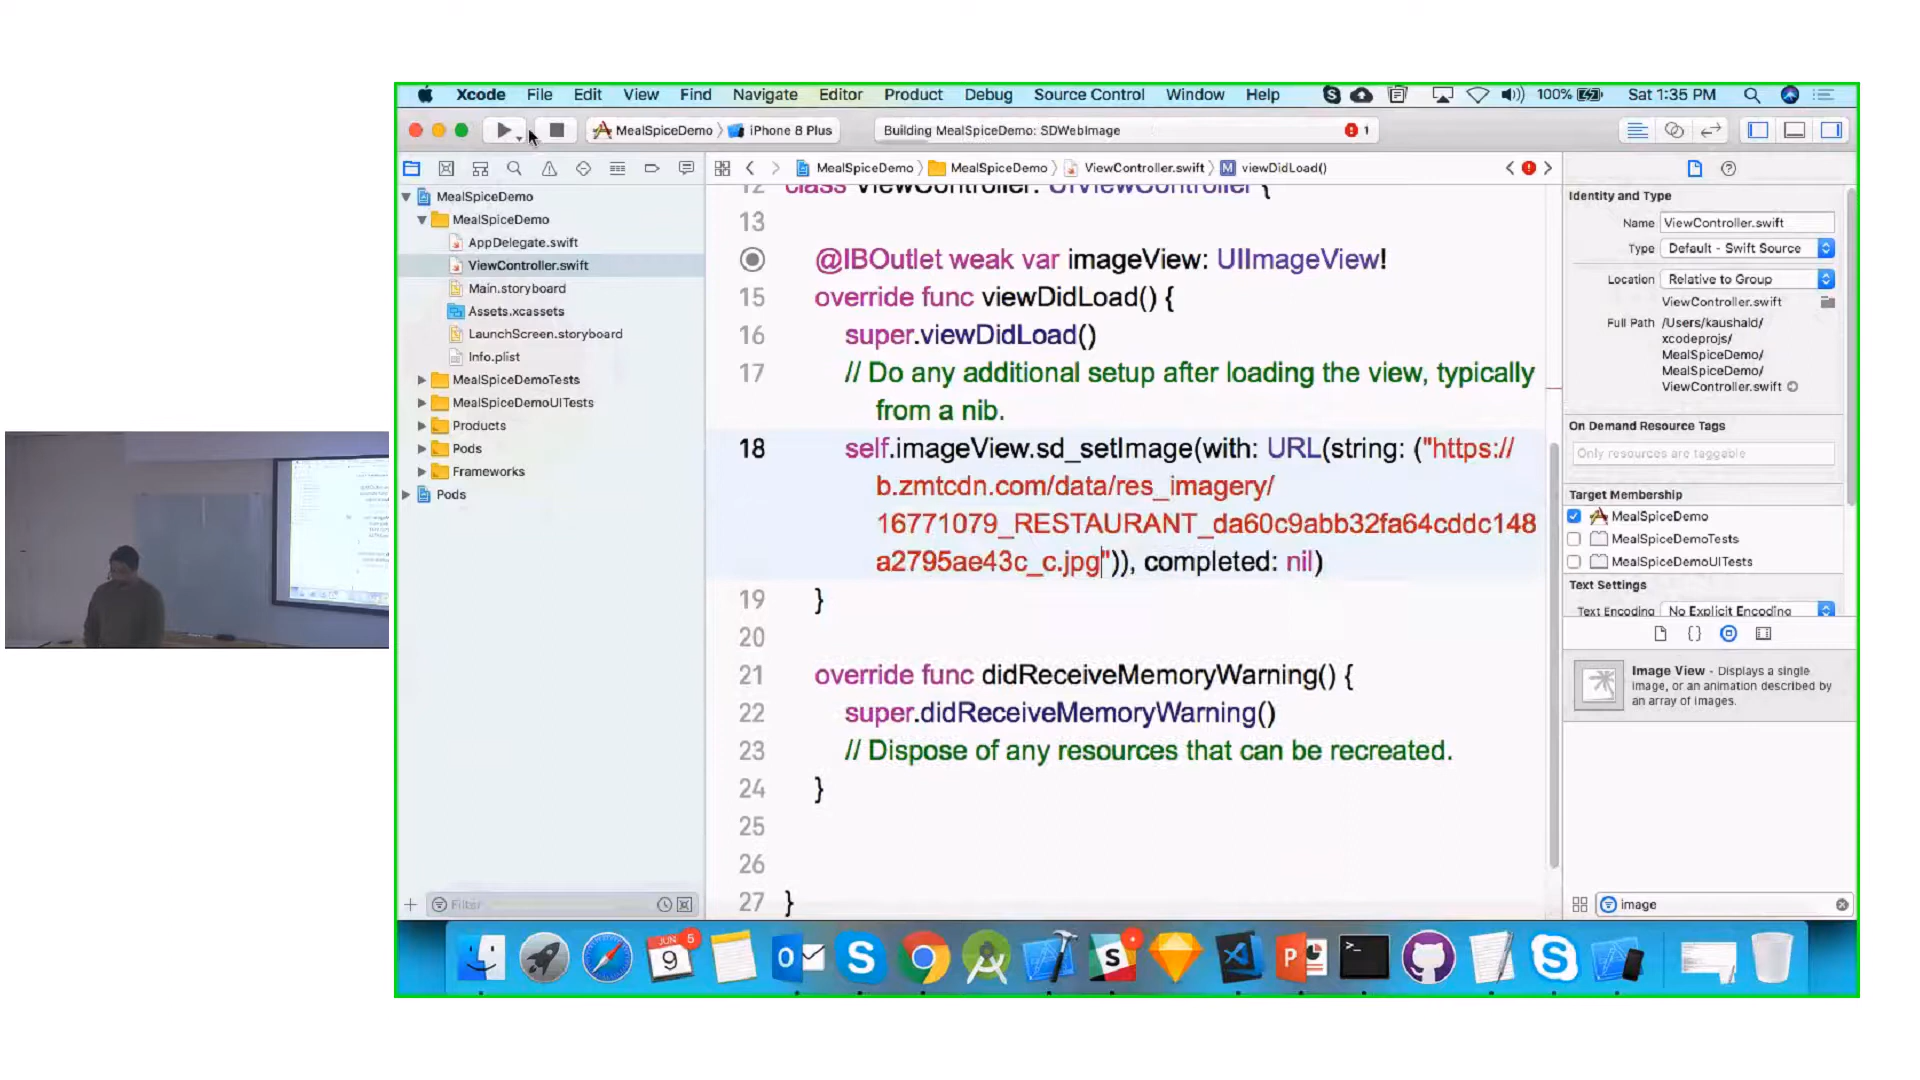 Xcode File Edit View Find Navigate Editor Product Debug Source Control Window Help 100% Sat 1:35 PM
MealSpiceDemo iPhone 8 Plus Building MealSpiceDemo: SDWebImage 1
MealSpiceDemo MealSpiceDemo ViewController.swift M viewDidLoad()
MealSpiceDemo
MealSpiceDemo
AppDelegate.swift
ViewController.swift
Main.storyboard
Assets.xcassets
LaunchScreen.storyboard
Info.plist
MealSpiceDemoTests
MealSpiceDemoUITests
Products
Pods
Frameworks
Pods
Filter
12 class ViewController: UIViewController {
13
@IBOutlet weak var imageView: UIImageView!
15 override func viewDidLoad() {
16 super.viewDidLoad()
17 // Do any additional setup after loading the view, typically
from a nib.
18 self.imageView.sd_setImage(with: URL(string: ("https://
b.zmtcdn.com/data/res_imagery/
16771079_RESTAURANT_da60c9abb32fa64cddc148
a2795ae43c_c.jpg")), completed: nil)
19 }
20
21 override func didReceiveMemoryWarning() {
22 super.didReceiveMemoryWarning()
23 // Dispose of any resources that can be recreated.
24 }
25
26
27 }
Identity and Type
Name ViewController.swift
Type Default - Swift Source
Location Relative to Group
ViewController.swift
Full Path /Users/kaushald/
xcodeprojs/
MealSpiceDemo/
MealSpiceDemo/
ViewController.swift
On Demand Resource Tags
Only resources are taggable
Target Membership
MealSpiceDemo
MealSpiceDemoTests
MealSpiceDemoUITests
Text Settings
Text Encoding No Explicit Encoding
{ }
Image View - Displays a single
image, or an animation described by
an array of images.
image
JUN 5
9